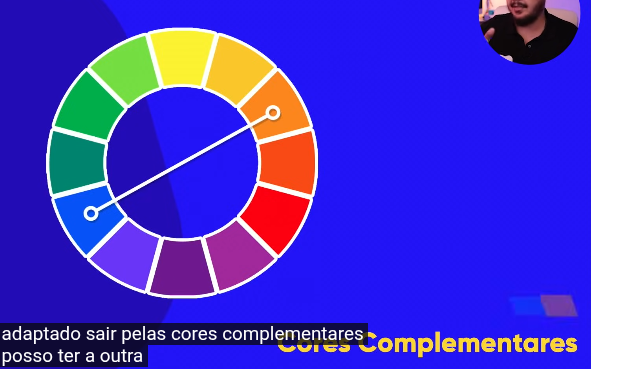 adaptado sair pelas cores complementares
posso ter a outra
Cores Complementares